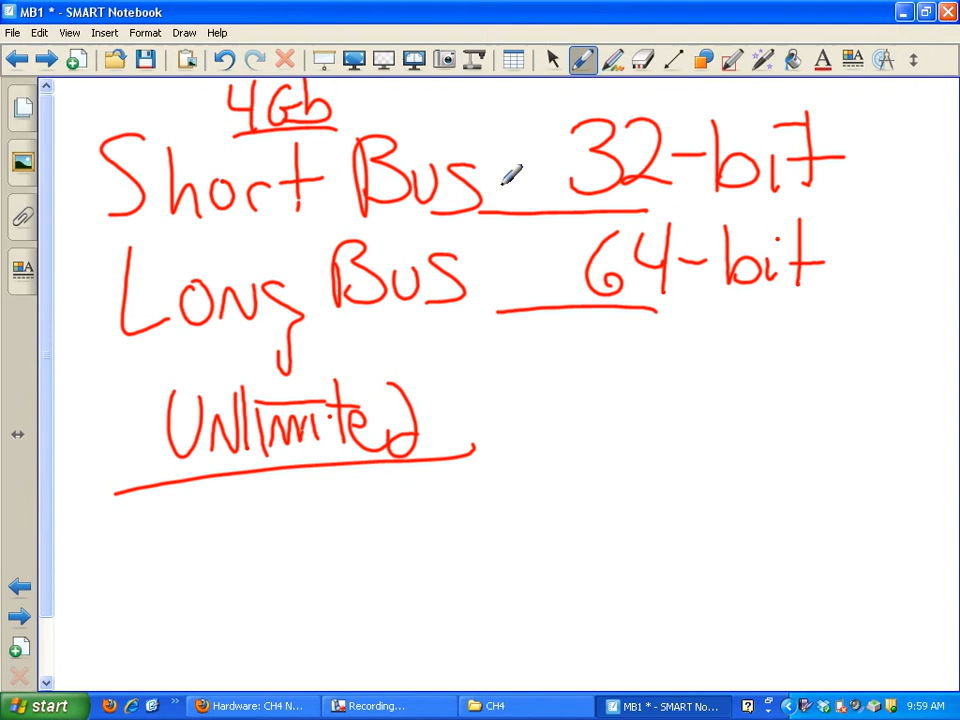 MB1 * - SMART Notebook
File Edit View Insert Format Draw Help
4Gb
Short Bus 32-bit
Long Bus 64-bit
Unlimited
start
Hardware: CH4 N...
Recording...
CH4
MB1 * - SMART No...
9:59 AM